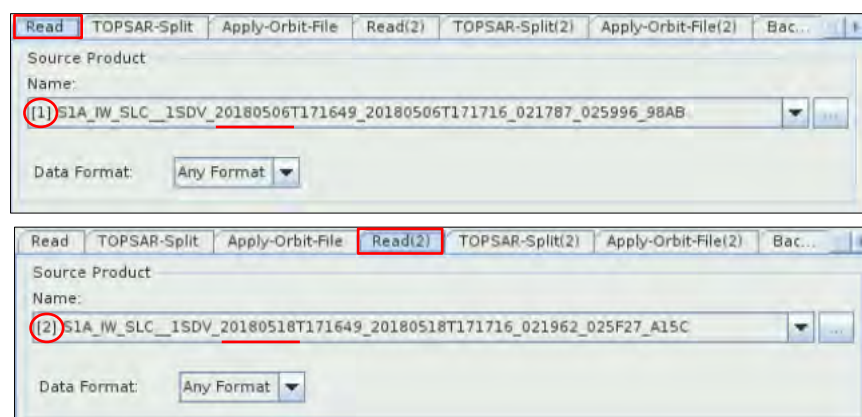 Read TOPSAR-Split Apply-Orbit-File Read(2) TOPSAR-Split(2) Apply-Orbit-File(2) Bac...
Source Product
Name:
[1] S1A_IW_SLC__1SDV_20180506T171649_20180506T171716_021787_025996_98AB ...
Data Format: Any Format
Read TOPSAR-Split Apply-Orbit-File Read(2) TOPSAR-Split(2) Apply-Orbit-File(2) Bac...
Source Product
Name:
[2] S1A_IW_SLC__1SDV_20180518T171649_20180518T171716_021962_025F27_A15C ...
Data Format: Any Format